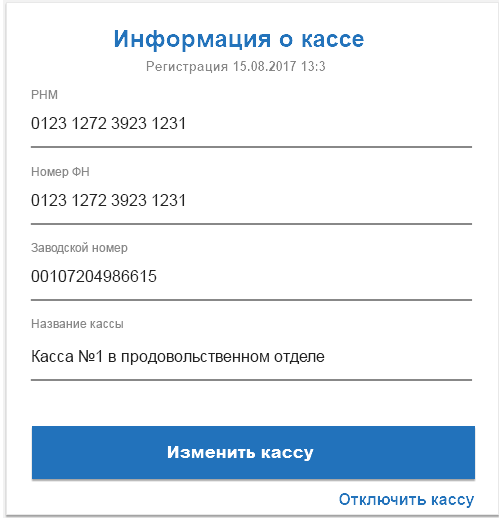 Информация о кассе
Регистрация 15.08.2017 13:3
РНМ
0123 1272 3923 1231
Номер ФН
0123 1272 3923 1231
Заводской номер
00107204986615
Название кассы
Касса №1 в продовольственном отделе
Изменить кассу
Отключить кассу